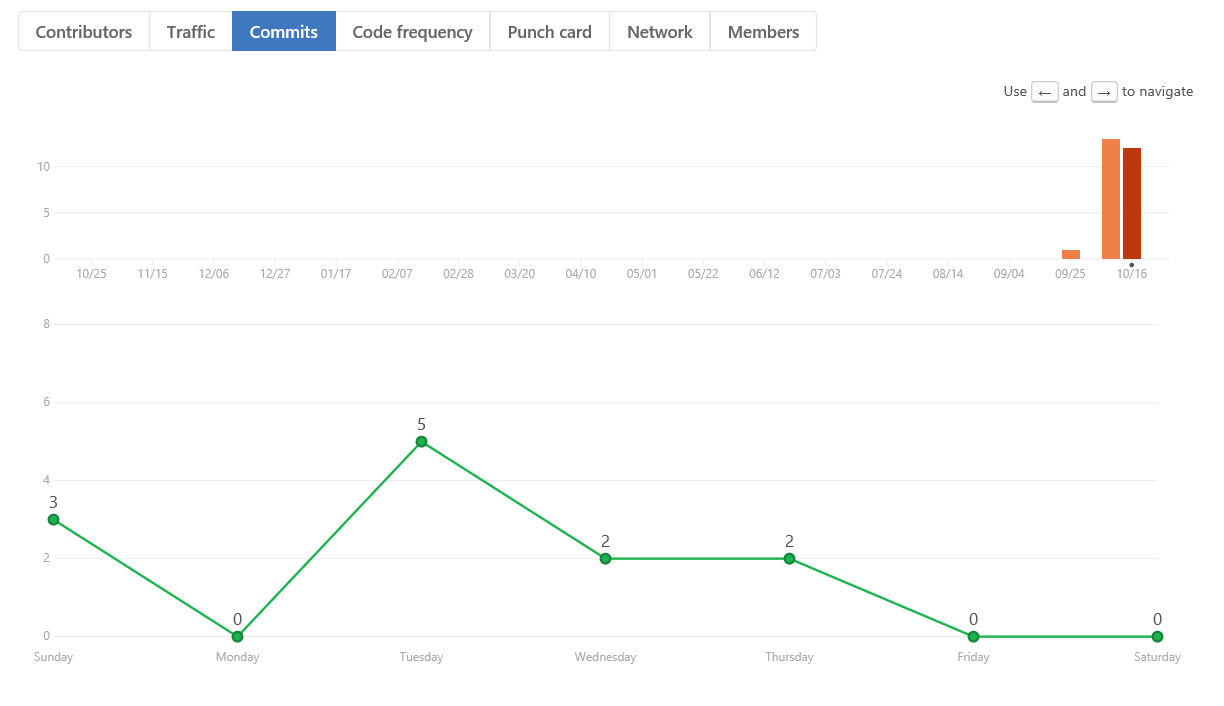 Contributors Traffic Commits Code frequency Punch card Network Members
Use ← and → to navigate
10
5
0
10/25 11/15 12/06 12/27 01/17 02/07 02/28 03/20 04/10 05/01 05/22 06/12 07/03 07/24 08/14 09/04 09/25 10/16
8
6
5
4
3
2 2
2
0 0 0
0
Sunday Monday Tuesday Wednesday Thursday Friday Saturday